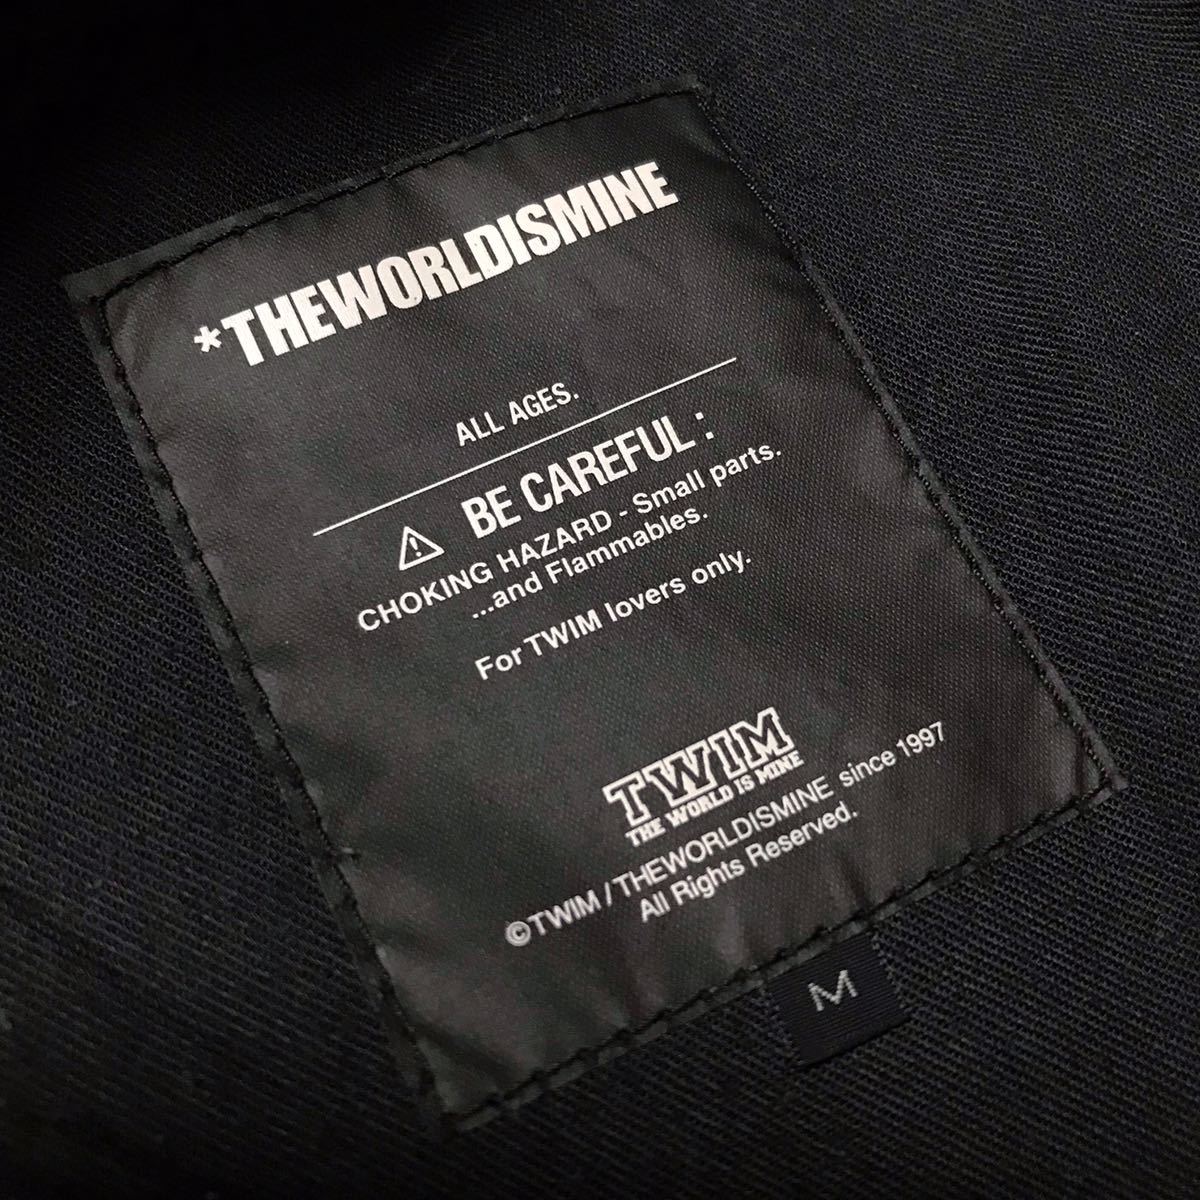 *THEWORLDISMINE
ALL AGES.
BE CAREFUL :
CHOKING HAZARD - Small parts.
...and Flammables.
For TWIM lovers only.
TWIM
THE WORLD IS MINE
©TWIM / THEWORLDISMINE since 1997
All Rights Reserved.
M